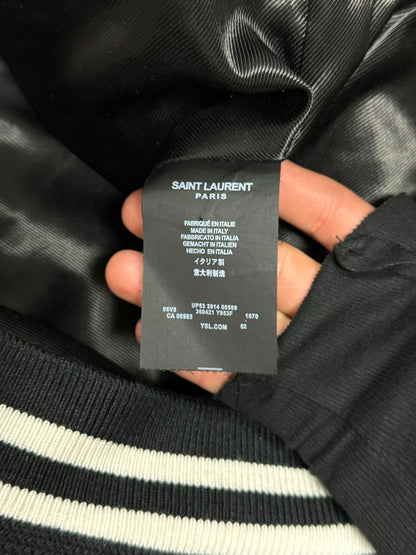 SAINT LAURENT
PARIS
FABRIQUÉ EN ITALIE
MADE IN ITALY
FABBRICATO IN ITALIA
GEMACHT IN ITALIEN
HECHO EN ITALIA
イタリア製
意大利制造
UP53 2014 00509
06V8 360421 Y953F 1070
CA 00985
YSL.COM 52